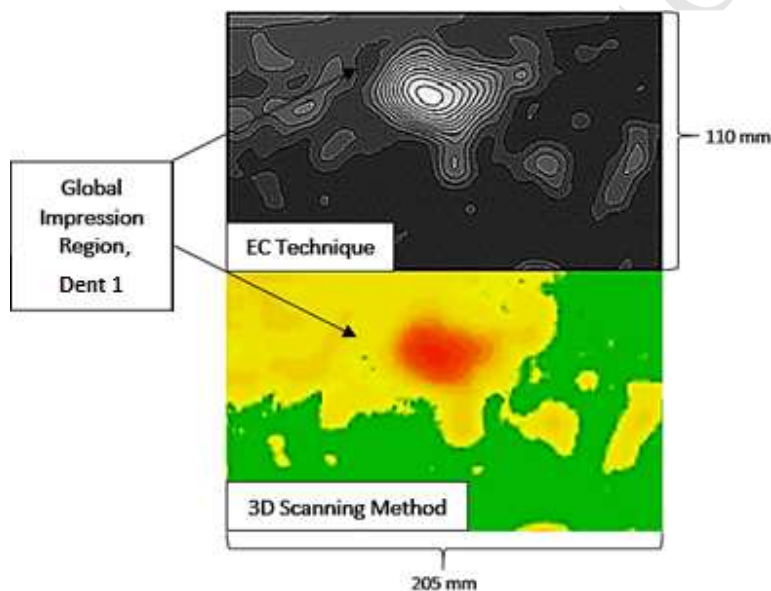 110 mm
Global
Impression
Region,
Dent 1
EC Technique
3D Scanning Method
205 mm